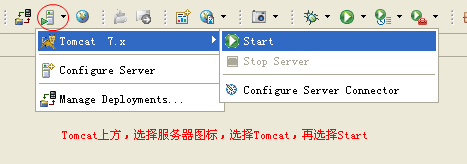 Tomcat 7.x
Start
Stop Server
Configure Server
Configure Server Connector
Manage Deployments...
Tomcat上方，选择服务器图标，选择Tomcat，再选择Start